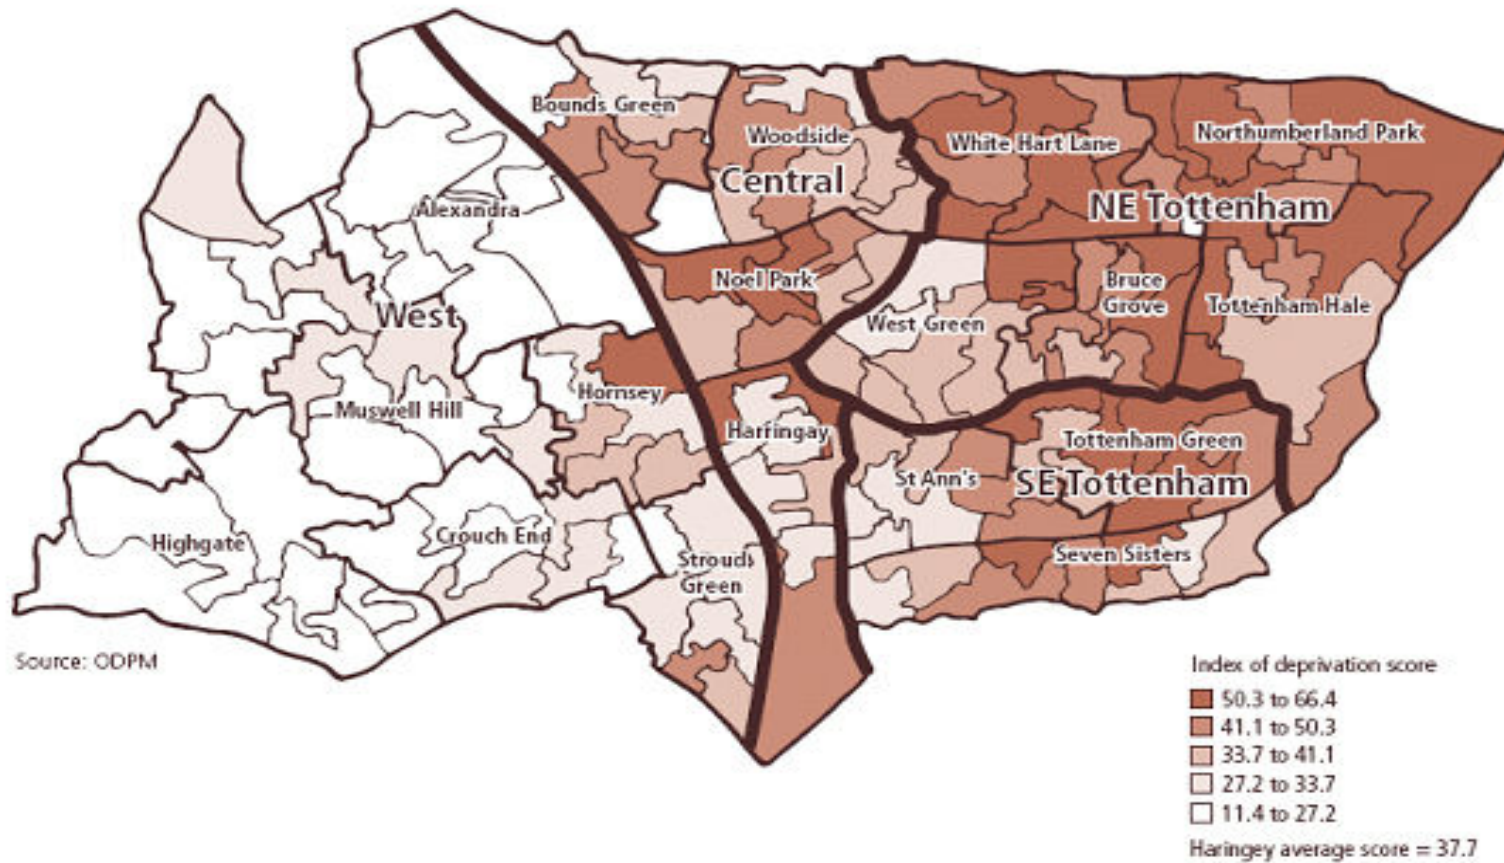 Bounds Green
Woodside
Central
White Hart Lane
Northumberland Park
NE Tottenham
Alexandra
Noel Park
Bruce
Grove
Tottenham Hale
West
West Green
Hornsey
Muswell Hill
Harringay
Tottenham Green
St Ann's
SE Tottenham
Highgate
Crouch End
Stroud
Green
Seven Sisters
Source: ODPM
Index of deprivation score
50.3 to 66.4
41.1 to 50.3
33.7 to 41.1
27.2 to 33.7
11.4 to 27.2
Haringey average score = 37.7